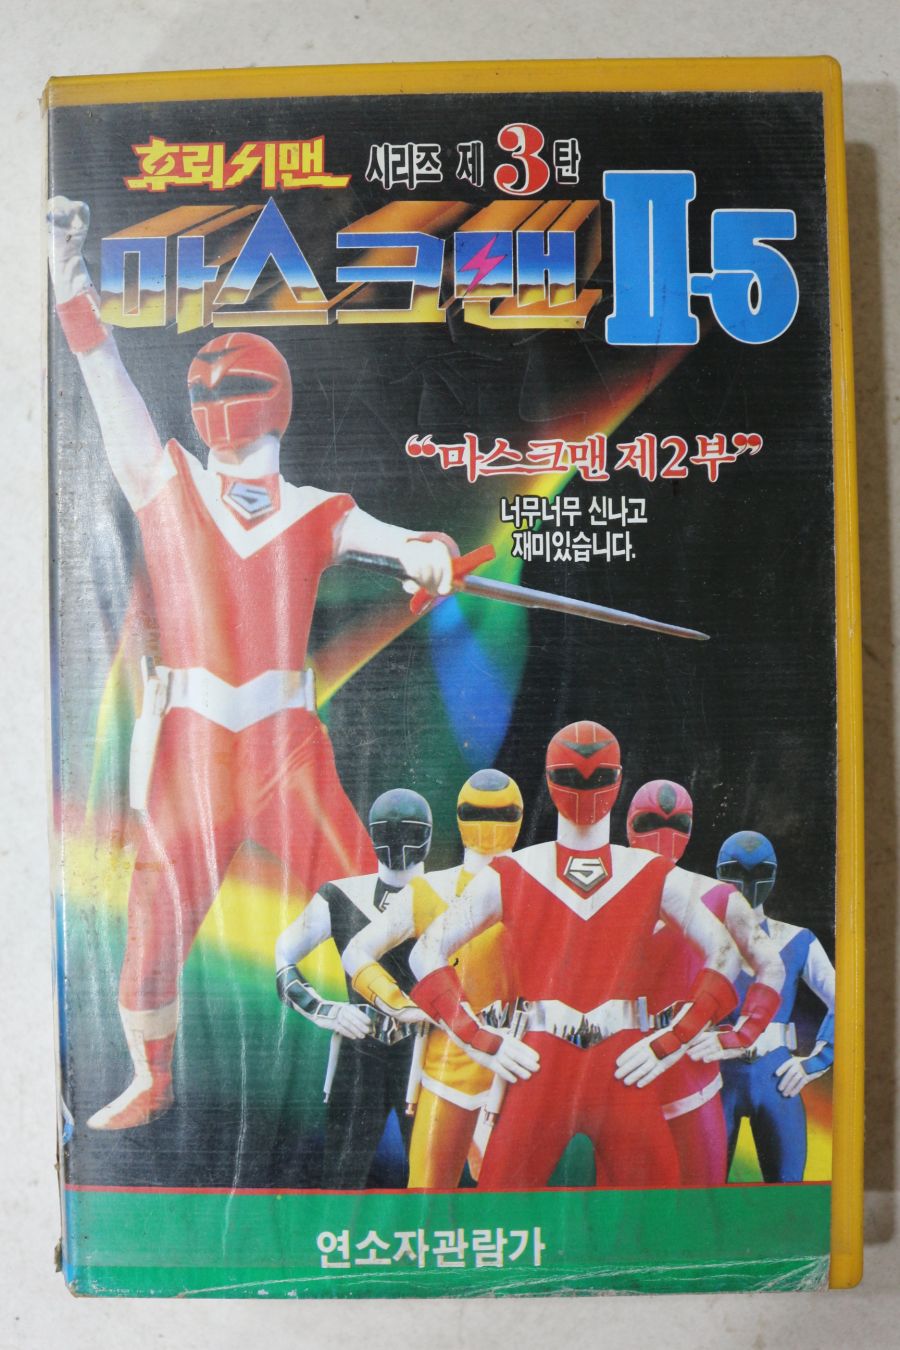 후뢰시맨 시리즈 제3탄
마스크맨 II-5
“마스크맨 제2부”
너무너무 신나고
재미있습니다.
연소자관람가